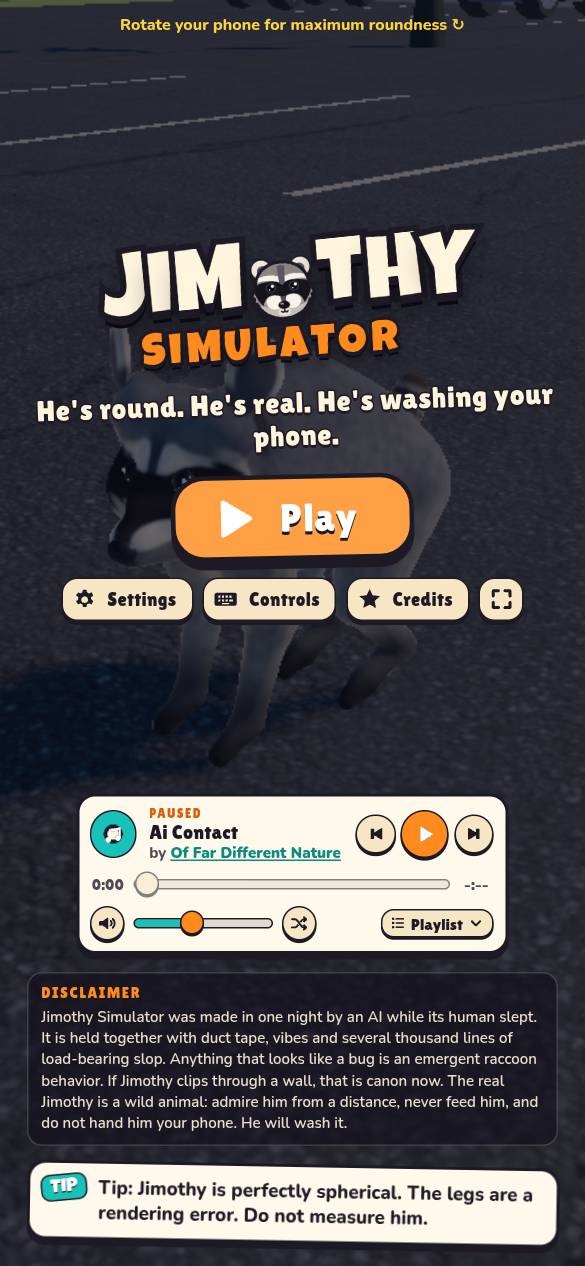 Rotate your phone for maximum roundness ↻
JIM THY
SIMULATOR
He's round. He's real. He's washing your
phone.
Play
Settings
Controls
Credits
PAUSED
Ai Contact
by Of Far Different Nature
0:00
-:--
Playlist
DISCLAIMER
Jimothy Simulator was made in one night by an AI while its human slept.
It is held together with duct tape, vibes and several thousand lines of
load-bearing slop. Anything that looks like a bug is an emergent raccoon
behavior. If Jimothy clips through a wall, that is canon now. The real
Jimothy is a wild animal: admire him from a distance, never feed him, and
do not hand him your phone. He will wash it.
TIP
Tip: Jimothy is perfectly spherical. The legs are a
rendering error. Do not measure him.